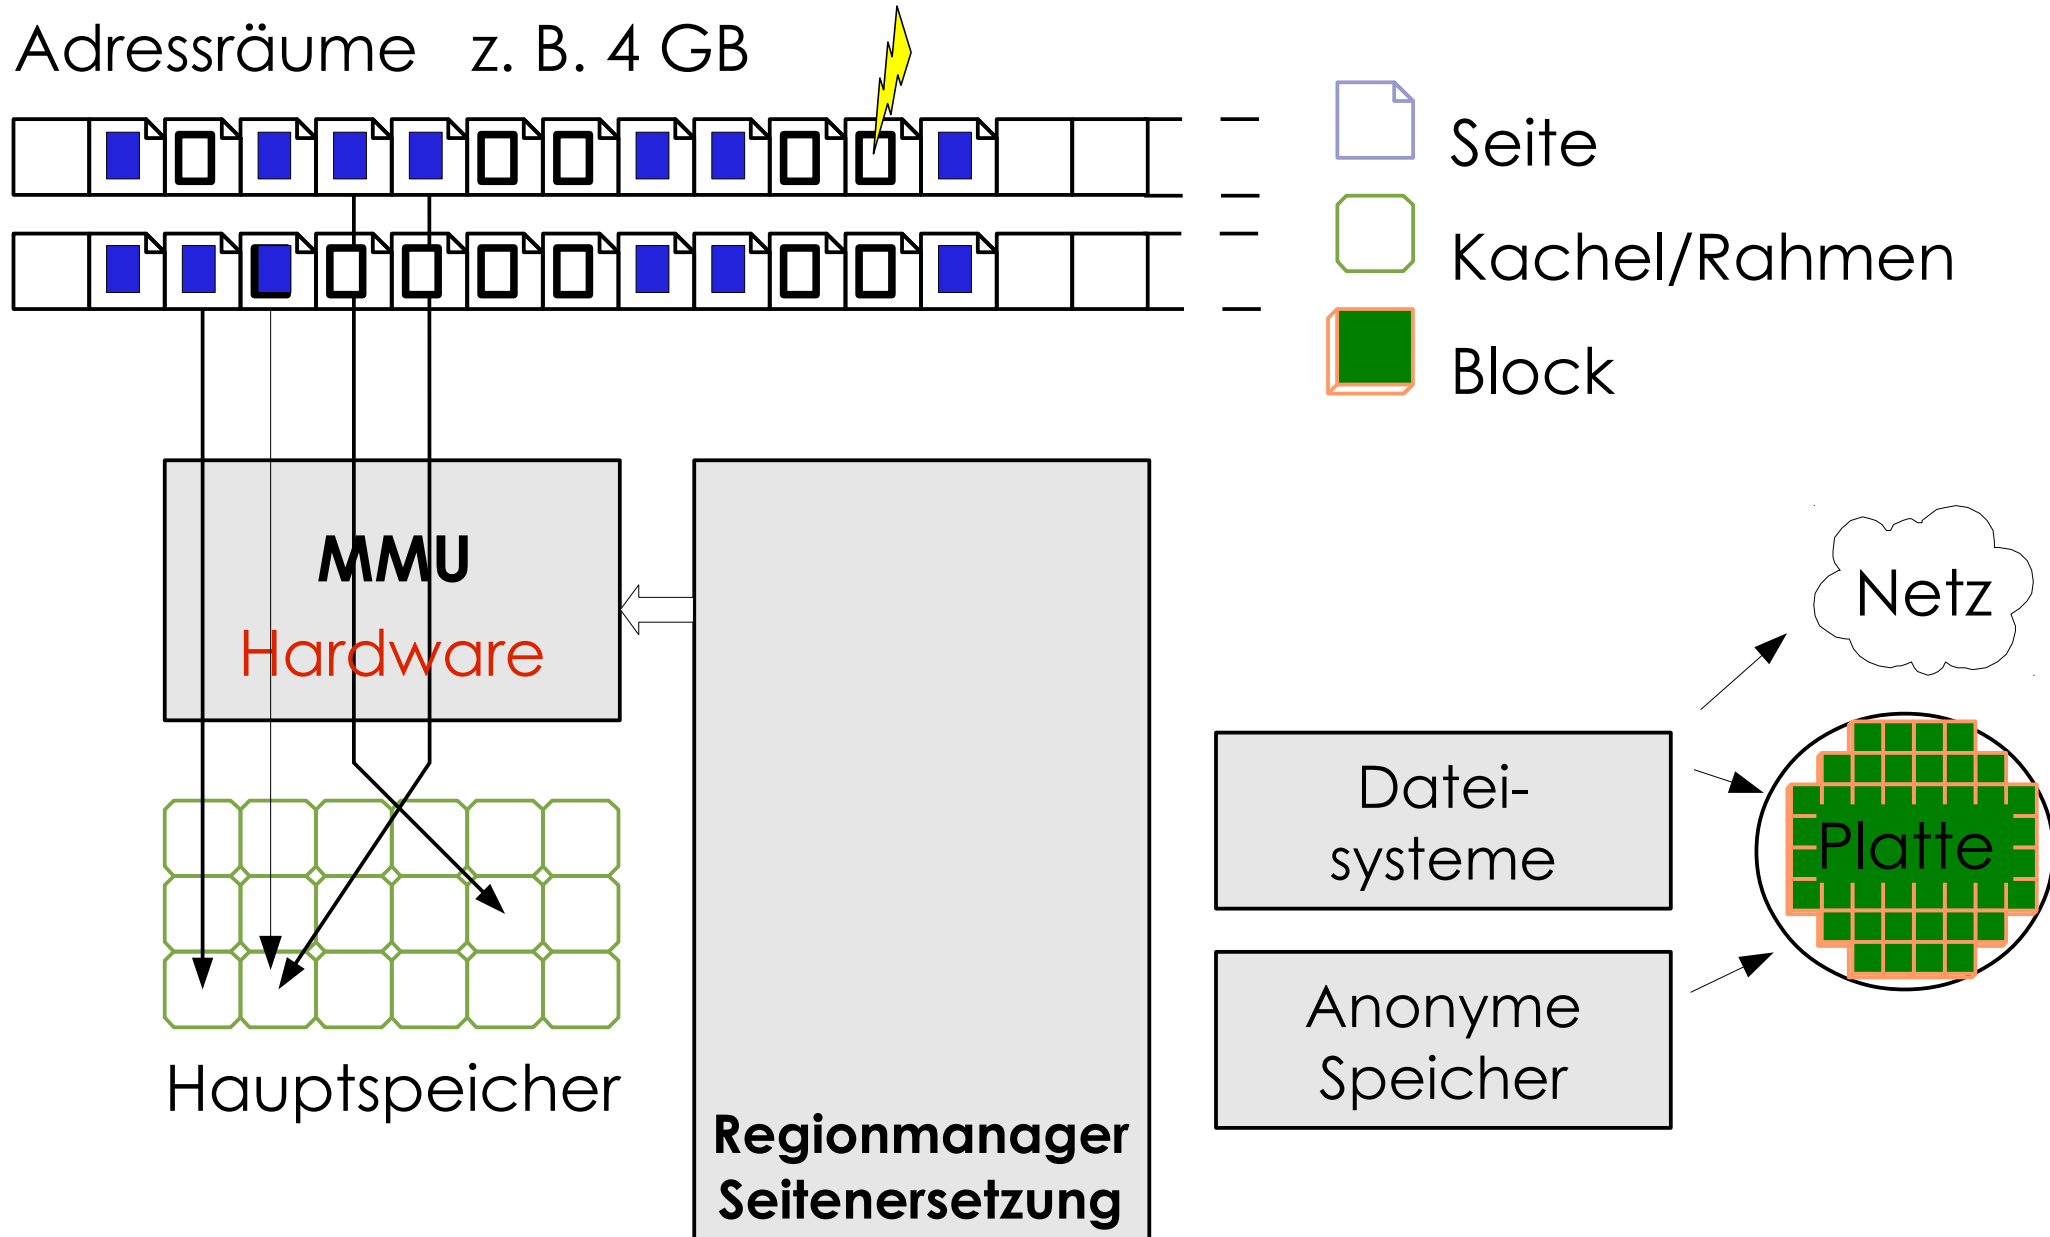 Adressräume z. B. 4 GB
Seite
Kachel/Rahmen
Block
MMU
Hardware
Hauptspeicher
Regionmanager
Seitenersetzung
Datei-
systeme
Anonyme
Speicher
Netz
Platte